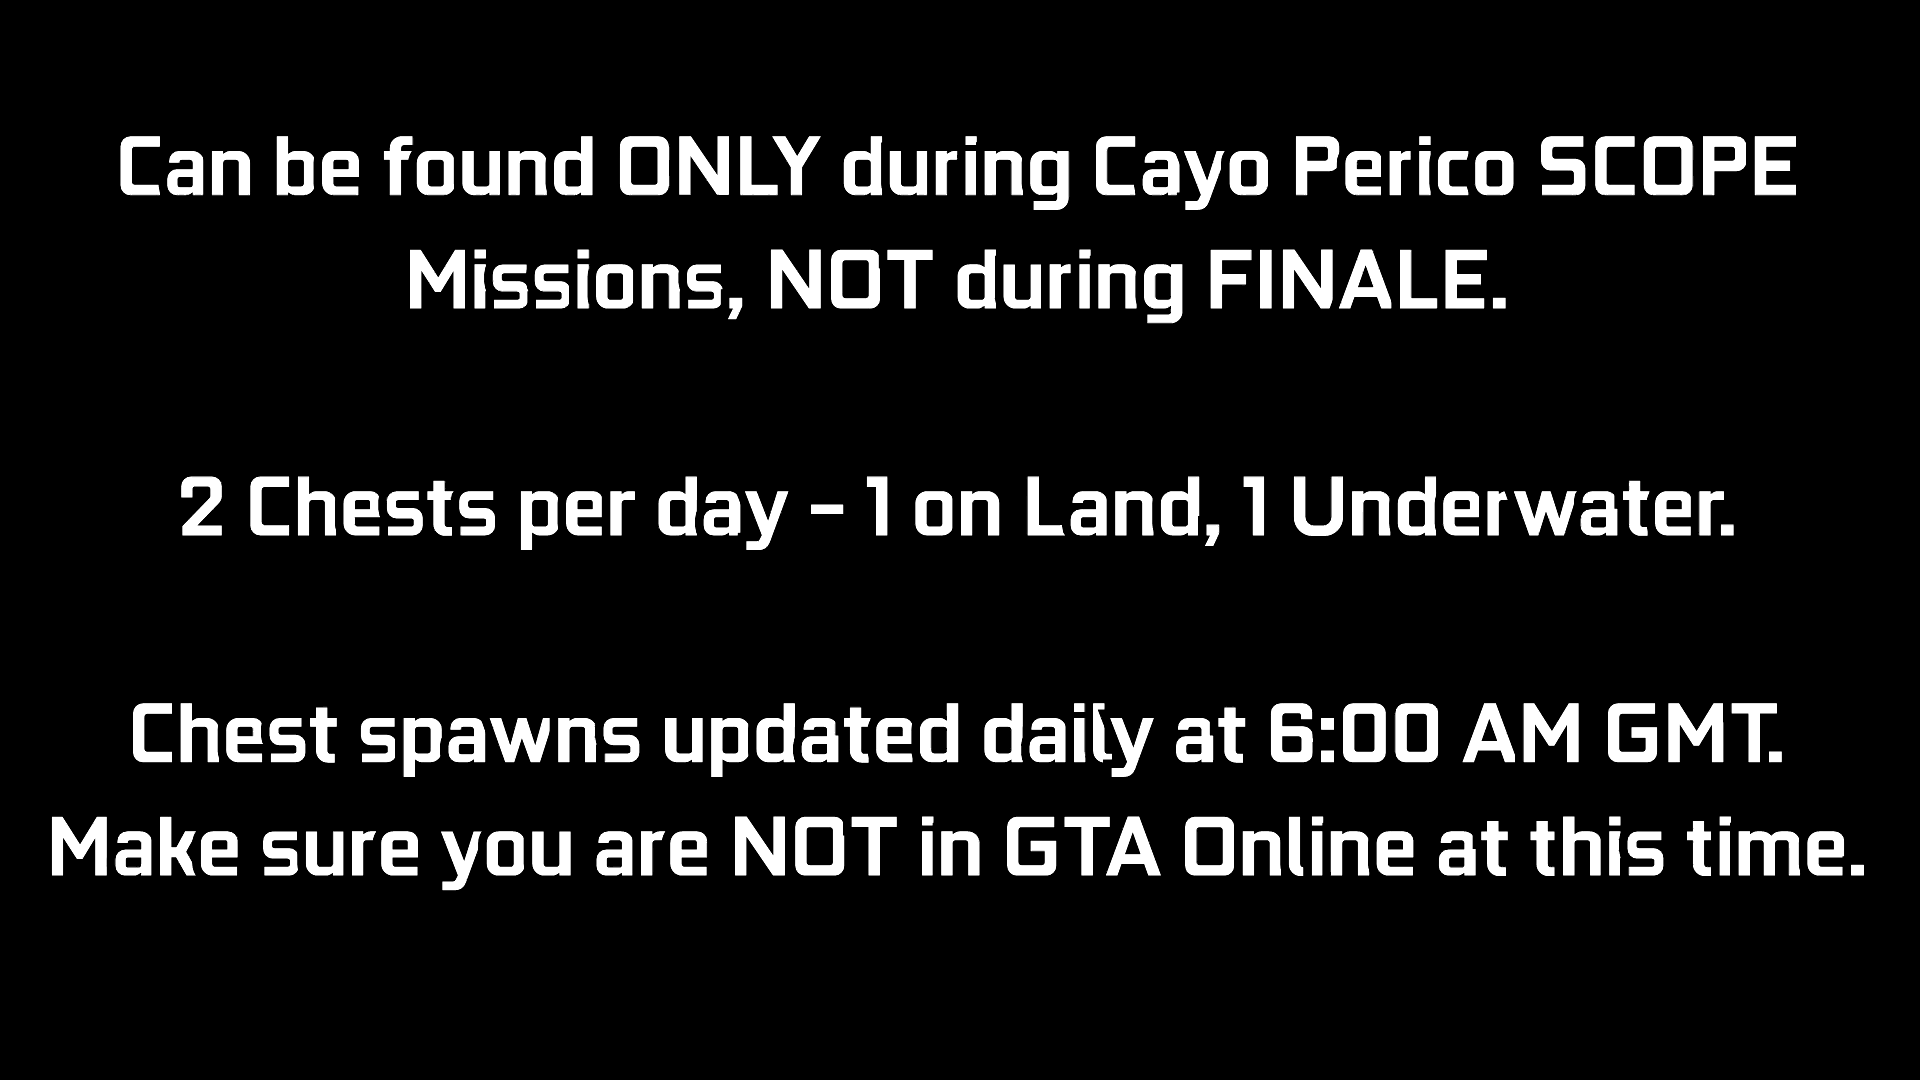 Can be found ONLY during Cayo Perico SCOPE
Missions, NOT during FINALE.
2 Chests per day – 1 on Land, 1 Underwater.
Chest spawns updated daily at 6:00 AM GMT.
Make sure you are NOT in GTA Online at this time.